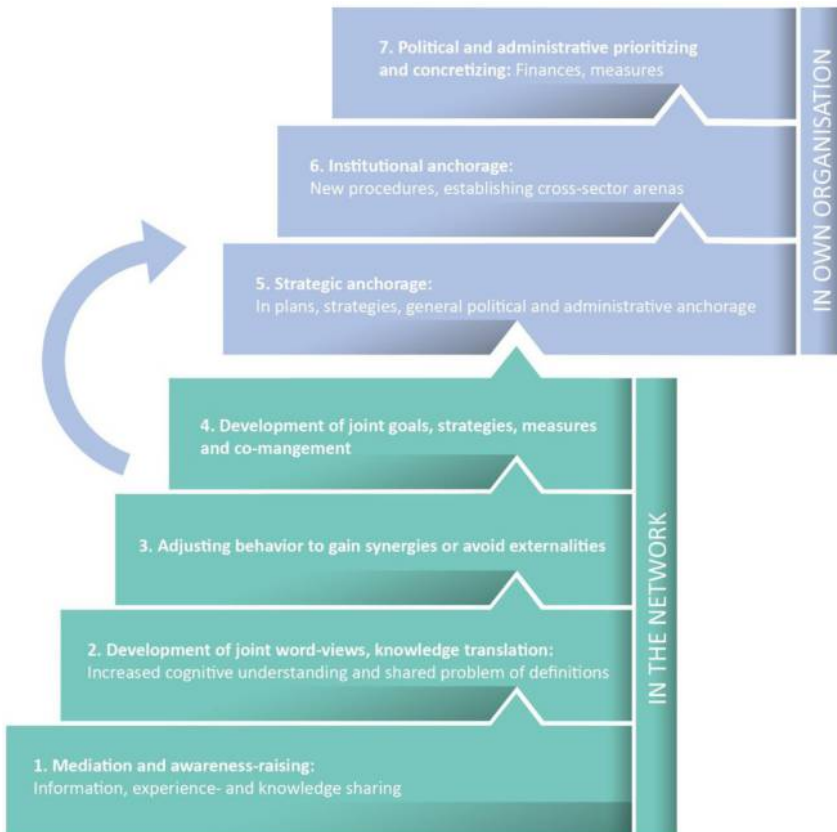 7. Political and administrative prioritizing
and concretizing: Finances, measures
6. Institutional anchorage:
New procedures, establishing cross-sector arenas
5. Strategic anchorage:
In plans, strategies, general political and administrative anchorage
IN OWN ORGANISATION
4. Development of joint goals, strategies, measures
and co-mangement
3. Adjusting behavior to gain synergies or avoid externalities
2. Development of joint word-views, knowledge translation:
Increased cognitive understanding and shared problem of definitions
1. Mediation and awareness-raising:
Information, experience- and knowledge sharing
IN THE NETWORK